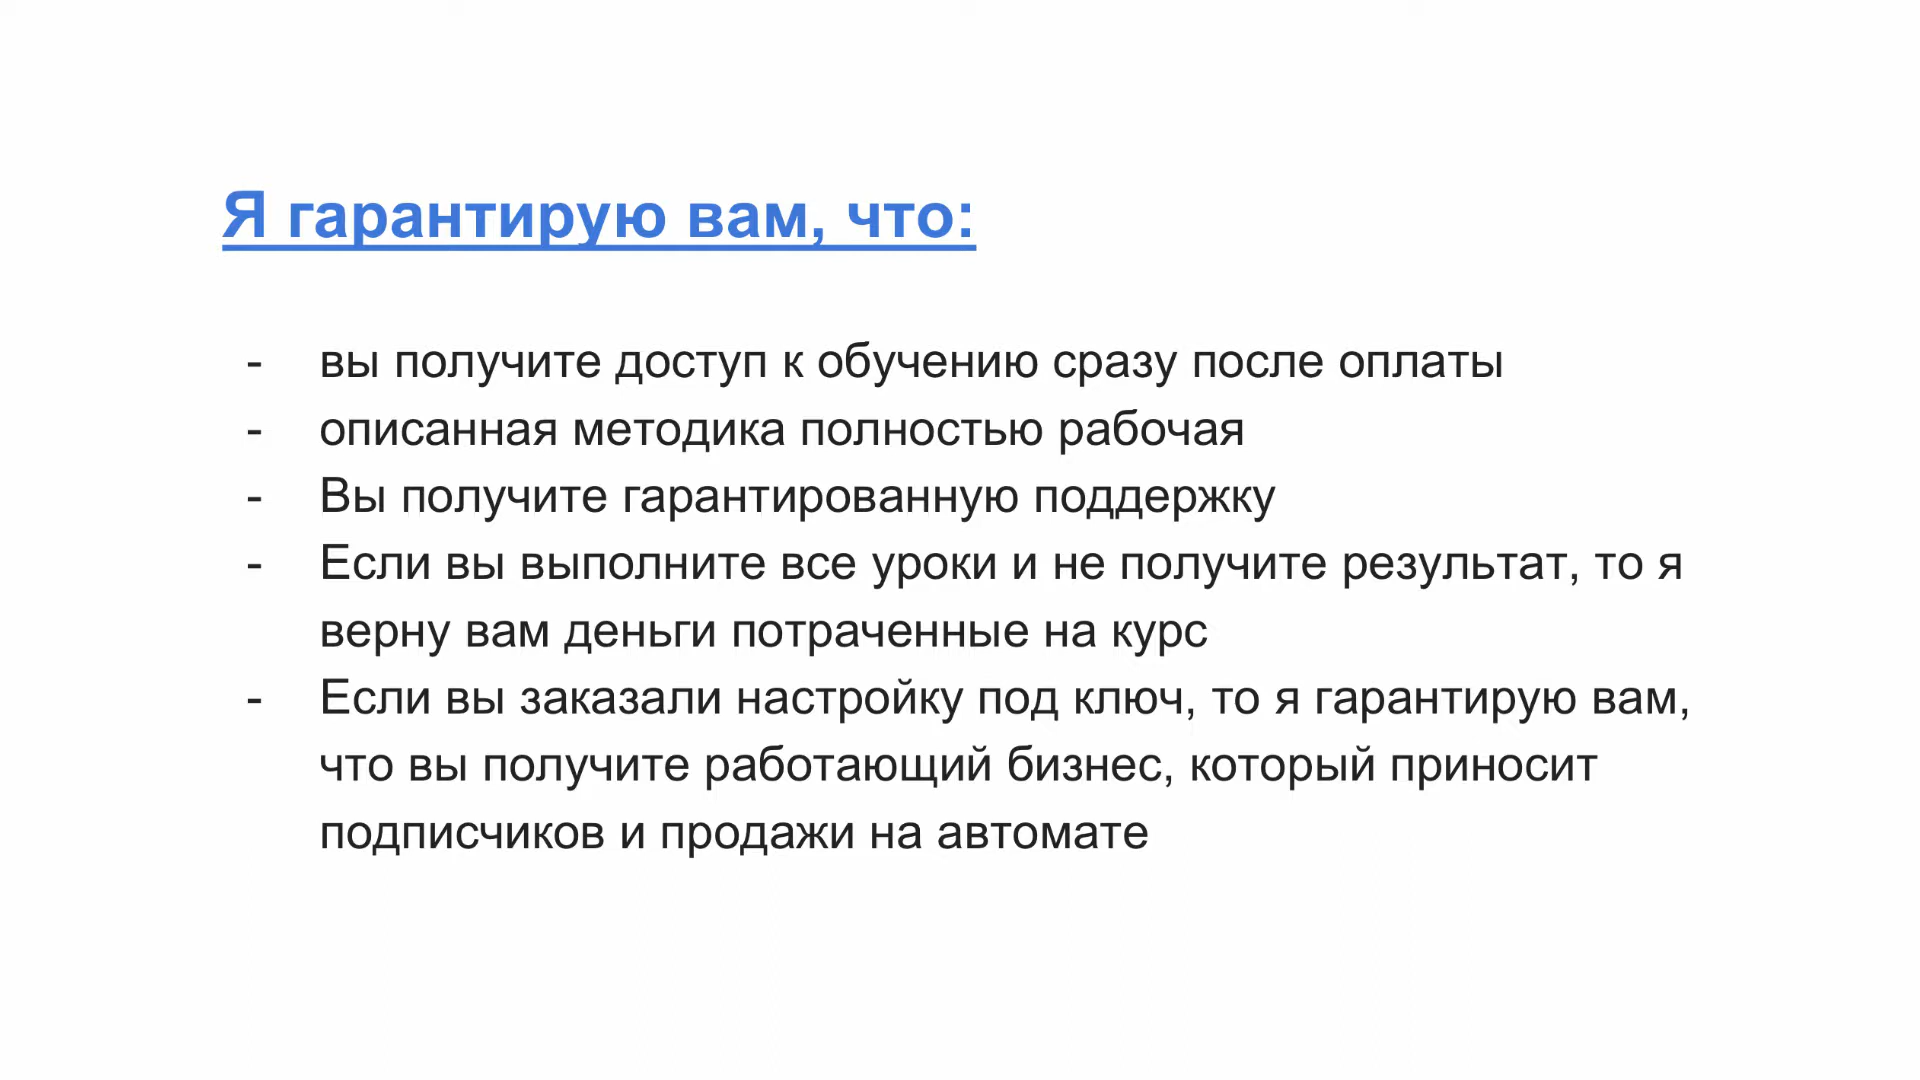 Я гарантирую вам, что:
- вы получите доступ к обучению сразу после оплаты
- описанная методика полностью рабочая
- Вы получите гарантированную поддержку
- Если вы выполните все уроки и не получите результат, то я
верну вам деньги потраченные на курс
- Если вы заказали настройку под ключ, то я гарантирую вам,
что вы получите работающий бизнес, который приносит
подписчиков и продажи на автомате